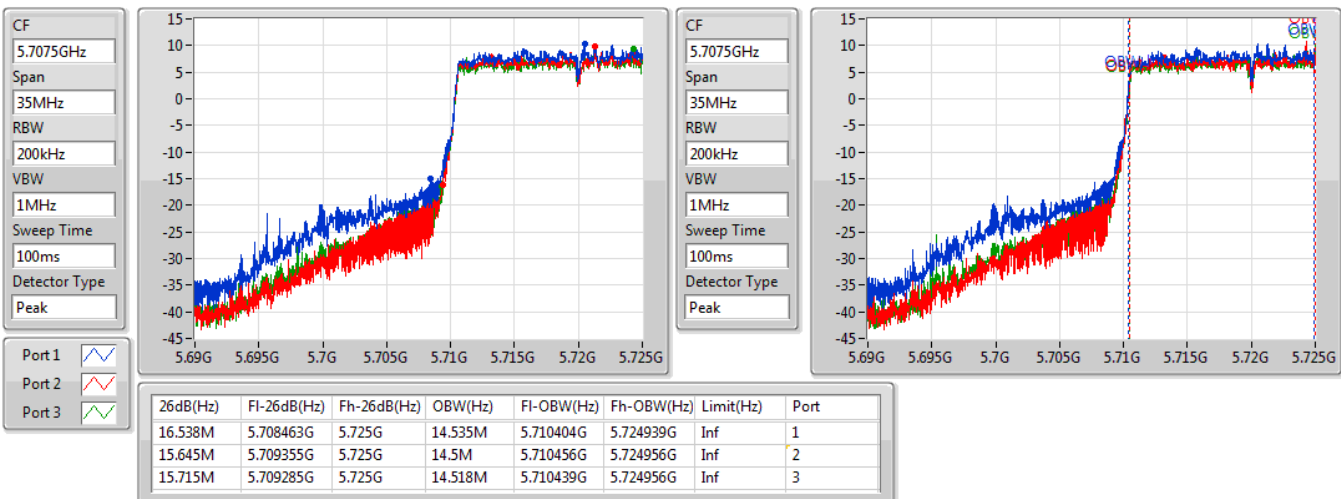 CF
5.7075GHz
Span
35MHz
RBW
200kHz
VBW
1MHz
Sweep Time
100ms
Detector Type
Peak
Port 1
Port 2
Port 3
15
10
5
0
-5
-10
-15
-20
-25
-30
-35
-40
-45
5.69G 5.695G 5.7G 5.705G 5.71G 5.715G 5.72G 5.725G
CF
5.7075GHz
Span
35MHz
RBW
200kHz
VBW
1MHz
Sweep Time
100ms
Detector Type
Peak
15
10
5
0
-5
-10
-15
-20
-25
-30
-35
-40
-45
OBW
5.69G 5.695G 5.7G 5.705G 5.71G 5.715G 5.72G 5.725G
26dB(Hz) Fl-26dB(Hz) Fh-26dB(Hz) OBW(Hz) Fl-OBW(Hz) Fh-OBW(Hz) Limit(Hz) Port
16.538M 5.708463G 5.725G 14.535M 5.710404G 5.724939G Inf 1
15.645M 5.709355G 5.725G 14.5M 5.710456G 5.724956G Inf 2
15.715M 5.709285G 5.725G 14.518M 5.710439G 5.724956G Inf 3